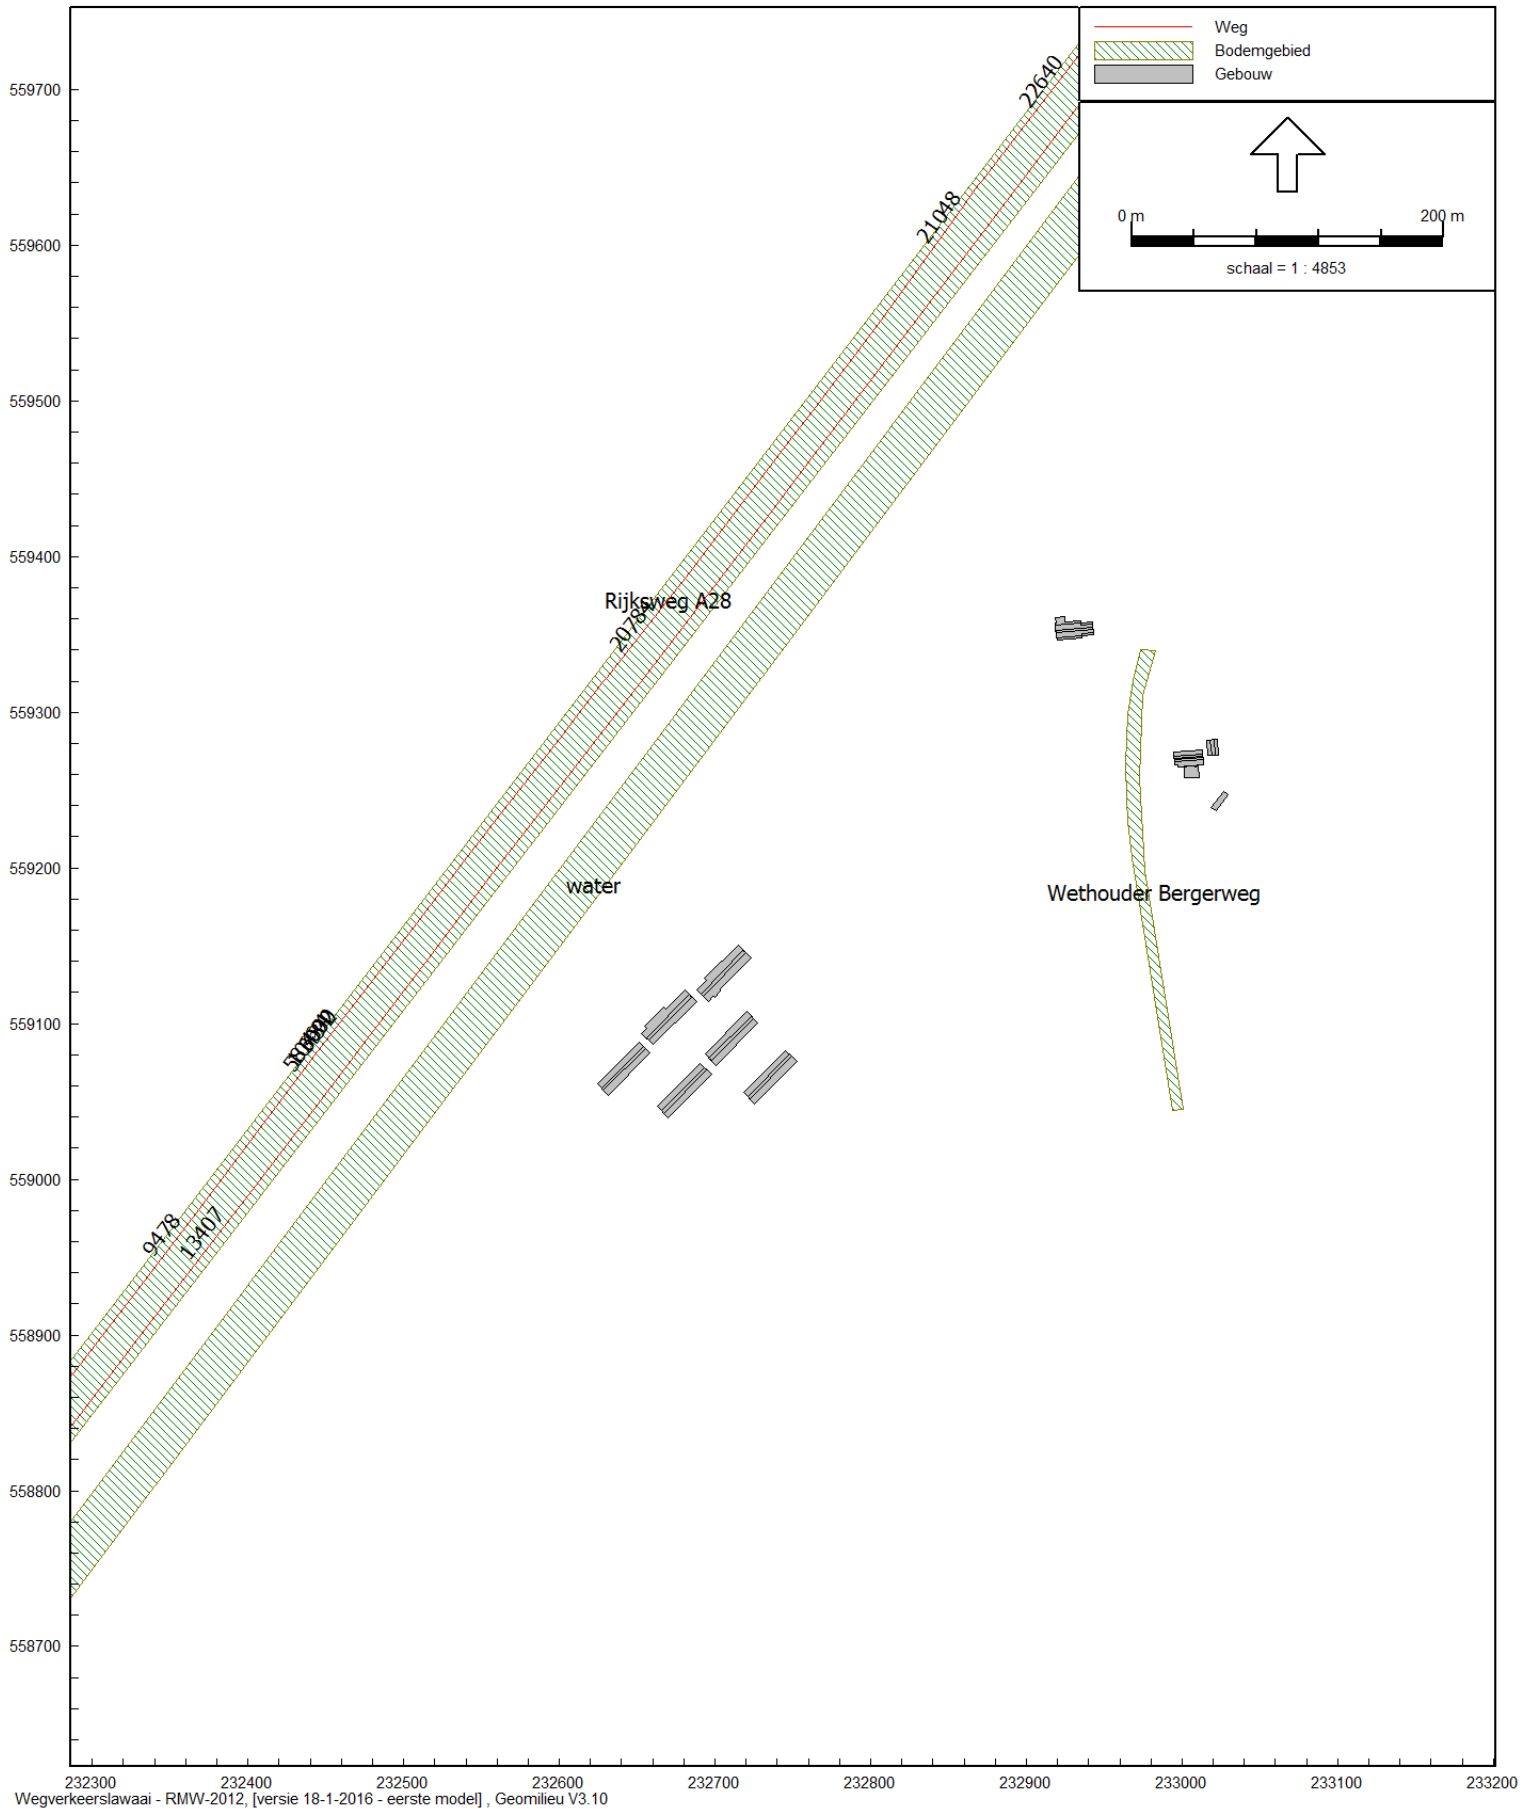 Weg
Bodemgebied
Gebouw
0 m
200 m
schaal = 1 : 4853
559700
559600
559500
559400
559300
559200
559100
559000
558900
558800
558700
22640
21048
Rijksweg A28
20784
water
Wethouder Bergerweg
9478
13407
232300 232400 232500 232600 232700 232800 232900 233000 233100 233200
Wegverkeerslawaai - RMW-2012, [versie 18-1-2016 - eerste model] , Geomilieu V3.10